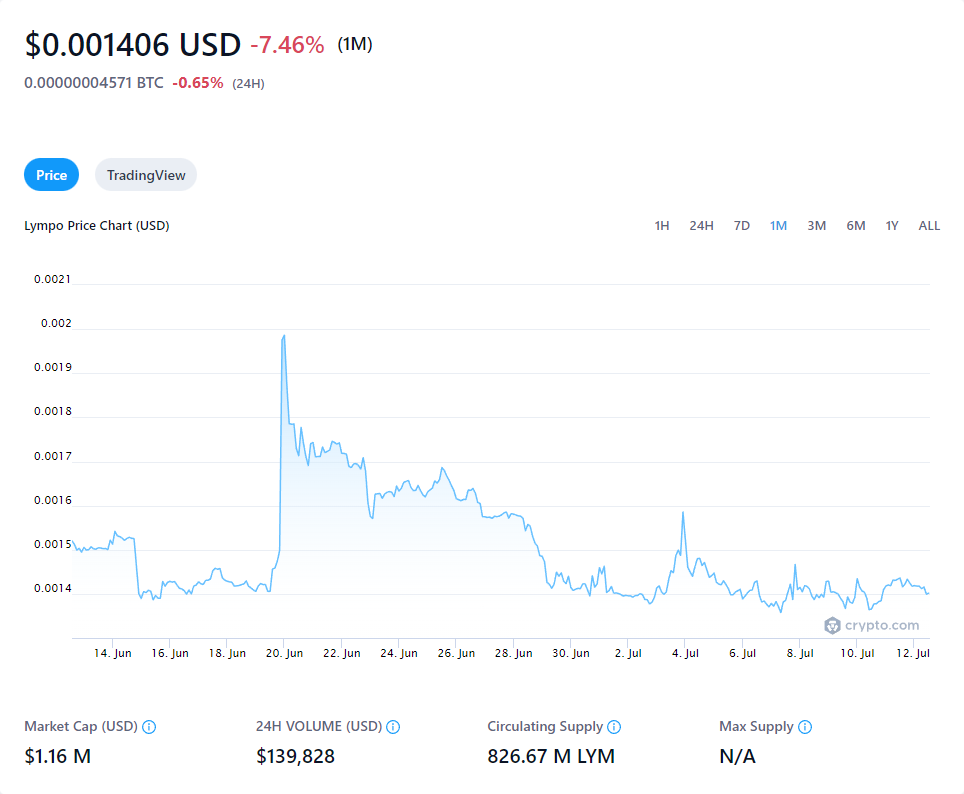 $0.001406 USD -7.46% (1M)
0.00000004571 BTC -0.65% (24H)
Price TradingView
Lympo Price Chart (USD) 1H 24H 7D 1M 3M 6M 1Y ALL
0.0021
0.002
0.0019
0.0018
0.0017
0.0016
0.0015
0.0014
crypto.com
14. Jun 16. Jun 18. Jun 20. Jun 22. Jun 24. Jun 26. Jun 28. Jun 30. Jun 2. Jul 4. Jul 6. Jul 8. Jul 10. Jul 12. Jul
Market Cap (USD) 24H VOLUME (USD) Circulating Supply Max Supply
$1.16 M $139,828 826.67 M LYM N/A